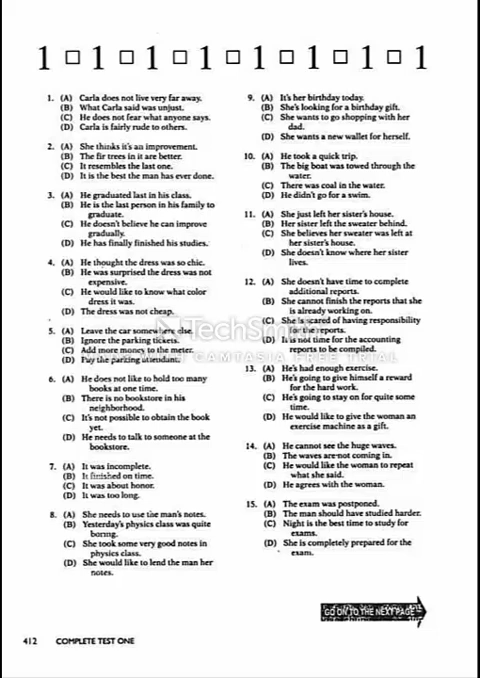 1 □ 1 □ 1 □ 1 □ 1 □ 1 □ 1 □ 1
1. (A) Carla does not live very far away.
(B) What Carla said was unjust.
(C) He does not fear what anyone says.
(D) Carla is fairly rude to others.
2. (A) She thinks it's an improvement.
(B) The fir trees in it are better.
(C) It resembles the last one.
(D) It is the best the man has ever done.
3. (A) He graduated last in his class.
(B) He is the last person in his family to
graduate.
(C) He doesn't believe he can improve
gradually.
(D) He has finally finished his studies.
4. (A) He thought the dress was so chic.
(B) He was surprised the dress was not
expensive.
(C) He would like to know what color
dress it was.
(D) The dress was not cheap.
5. (A) Leave the car somewhere else.
(B) Ignore the parking tickets.
(C) Add more money to the meter.
(D) Pay the parking attendant.
6. (A) He does not like to hold too many
books at one time.
(B) There is no bookstore in his
neighborhood.
(C) It's not possible to obtain the book
yet.
(D) He needs to talk to someone at the
bookstore.
7. (A) It was incomplete.
(B) It finished on time.
(C) It was about honor.
(D) It was too long.
8. (A) She needs to use the man's notes.
(B) Yesterday's physics class was quite
boring.
(C) She took some very good notes in
physics class.
(D) She would like to lend the man her
notes.
9. (A) It's her birthday today.
(B) She's looking for a birthday gift.
(C) She wants to go shopping with her
dad.
(D) She wants a new wallet for herself.
10. (A) He took a quick trip.
(B) The big boat was towed through the
water.
(C) There was coal in the water.
(D) He didn't go for a swim.
11. (A) She just left her sister's house.
(B) Her sister left the sweater behind.
(C) She believes her sweater was left at
her sister's house.
(D) She doesn't know where her sister
lives.
12. (A) She doesn't have time to complete
additional reports.
(B) She cannot finish the reports that she
is already working on.
(C) She is scared of having responsibility
for the reports.
(D) It is not time for the accounting
reports to be compiled.
13. (A) He's had enough exercise.
(B) He's going to give himself a reward
for the hard work.
(C) He's going to stay on for quite some
time.
(D) He would like to give the woman an
exercise machine as a gift.
14. (A) He cannot see the huge waves.
(B) The waves are not coming in.
(C) He would like the woman to repeat
what she said.
(D) He agrees with the woman.
15. (A) The exam was postponed.
(B) The man should have studied harder.
(C) Night is the best time to study for
exams.
(D) She is completely prepared for the
exam.
TechSmith
CAMTASIA FREE TRIAL
GO ON TO THE NEXT PAGE
412 COMPLETE TEST ONE